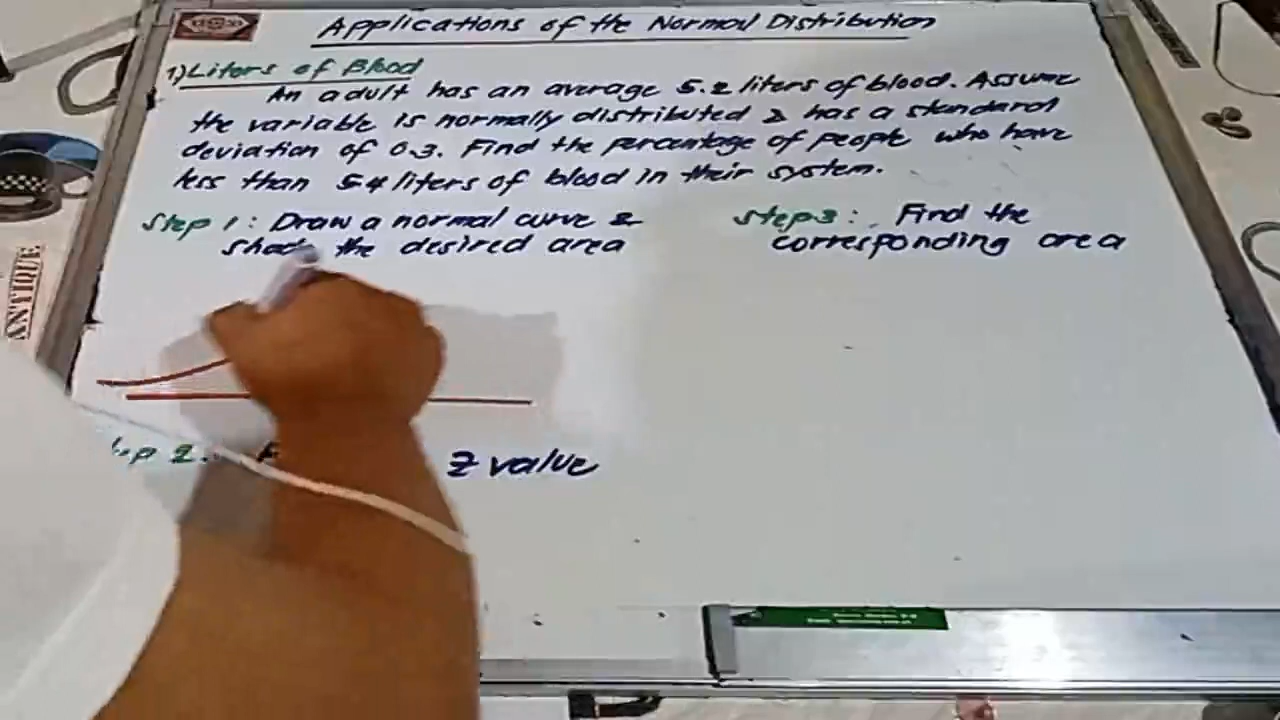 Applications of the Normal Distribution
1) Liters of Blood
An adult has an average 5.2 liters of blood. Assume
the variable is normally distributed & has a standard
deviation of 0.3. Find the percentage of people who have
less than 5.4 liters of blood in their system.
Step 1: Draw a normal curve &
the desired area
Step 3: Find the
corresponding area
2.
Z value
ANTIQUE